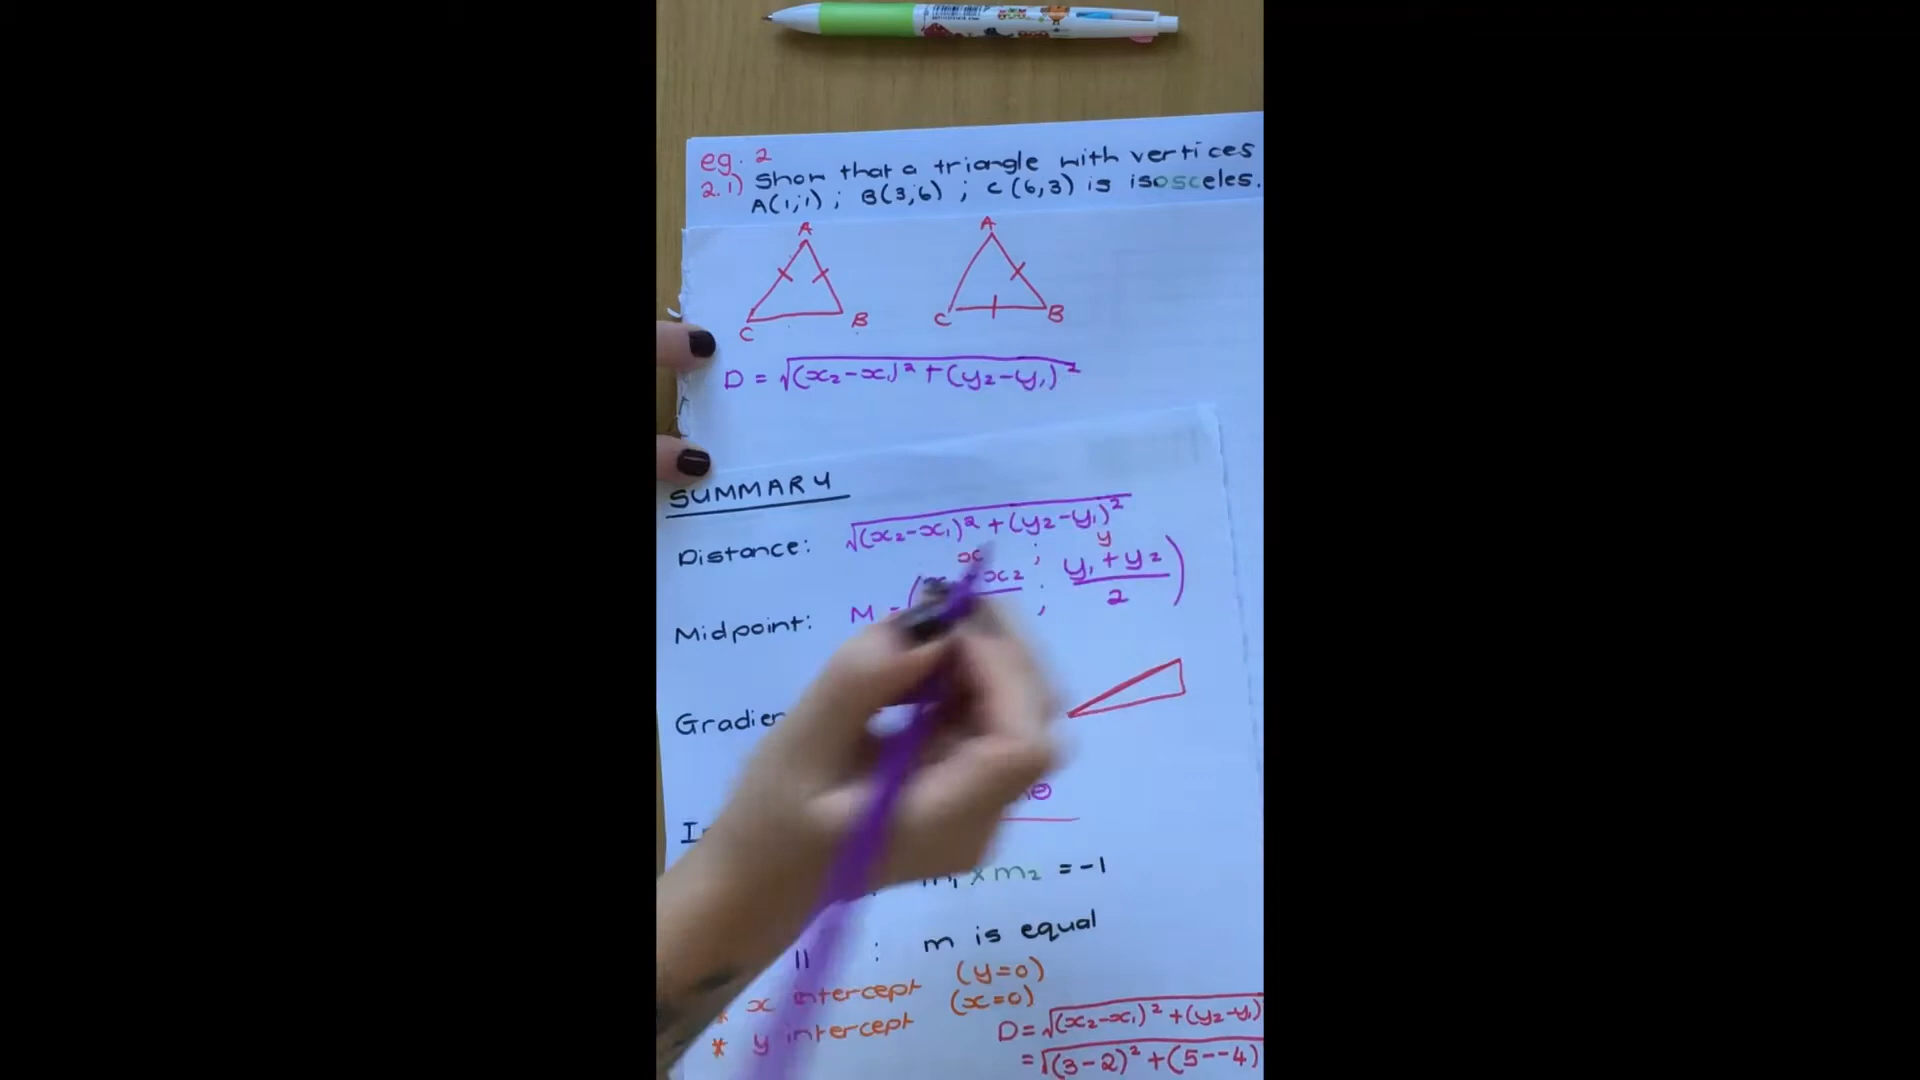 eg. 2
2.1) Show that a triangle with vertices
A(1;1) ; B(3;6) ; C(6;3) is isosceles.
A A
C B C B
D = √(x₂-x₁)² + (y₂-y₁)²
SUMMARY
Distance: √(x₂-x₁)² + (y₂-y₁)²
x ; y
Midpoint: M x₂ ; y₁ + y₂ / 2)
m₁ × m₂ = -1
|| : m is equal
* x intercept (y=0)
* y intercept (x=0)
D = √(x₂-x₁)² + (y₂-y₁)
= √(3-2)² + (5--4)